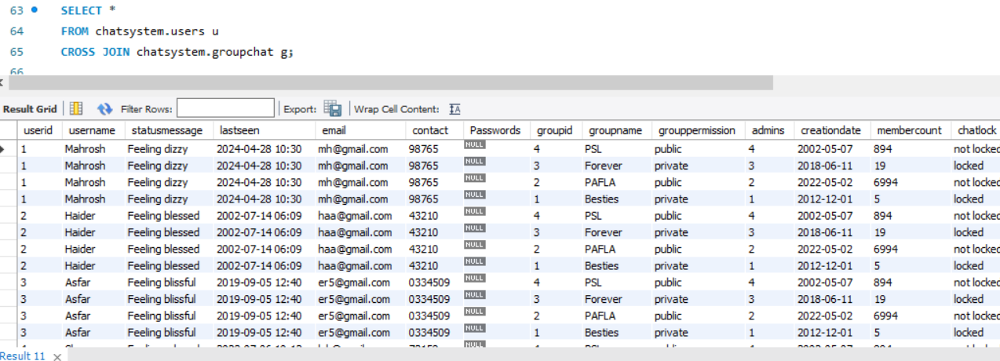 63 SELECT *
64 FROM chatsystem.users u
65 CROSS JOIN chatsystem.groupchat g;
66
Result Grid Filter Rows: Export: Wrap Cell Content:
userid username statusmessage lastseen email contact Passwords groupid groupname grouppermission admins creationdate membercount chatlock
1 Mahrosh Feeling dizzy 2024-04-28 10:30 mh@gmail.com 98765 NULL 4 PSL public 4 2002-05-07 894 not locked
1 Mahrosh Feeling dizzy 2024-04-28 10:30 mh@gmail.com 98765 NULL 3 Forever private 3 2018-06-11 19 locked
1 Mahrosh Feeling dizzy 2024-04-28 10:30 mh@gmail.com 98765 NULL 2 PAFLA public 2 2022-05-02 6994 not locked
1 Mahrosh Feeling dizzy 2024-04-28 10:30 mh@gmail.com 98765 NULL 1 Besties private 1 2012-12-01 5 locked
2 Haider Feeling blessed 2002-07-14 06:09 haa@gmail.com 43210 NULL 4 PSL public 4 2002-05-07 894 not locked
2 Haider Feeling blessed 2002-07-14 06:09 haa@gmail.com 43210 NULL 3 Forever private 3 2018-06-11 19 locked
2 Haider Feeling blessed 2002-07-14 06:09 haa@gmail.com 43210 NULL 2 PAFLA public 2 2022-05-02 6994 not locked
2 Haider Feeling blessed 2002-07-14 06:09 haa@gmail.com 43210 NULL 1 Besties private 1 2012-12-01 5 locked
3 Asfar Feeling blissful 2019-09-05 12:40 er5@gmail.com 0334509 NULL 4 PSL public 4 2002-05-07 894 not locked
3 Asfar Feeling blissful 2019-09-05 12:40 er5@gmail.com 0334509 NULL 3 Forever private 3 2018-06-11 19 locked
3 Asfar Feeling blissful 2019-09-05 12:40 er5@gmail.com 0334509 NULL 2 PAFLA public 2 2022-05-02 6994 not locked
3 Asfar Feeling blissful 2019-09-05 12:40 er5@gmail.com 0334509 NULL 1 Besties private 1 2012-12-01 5 locked
NULL
Result 11